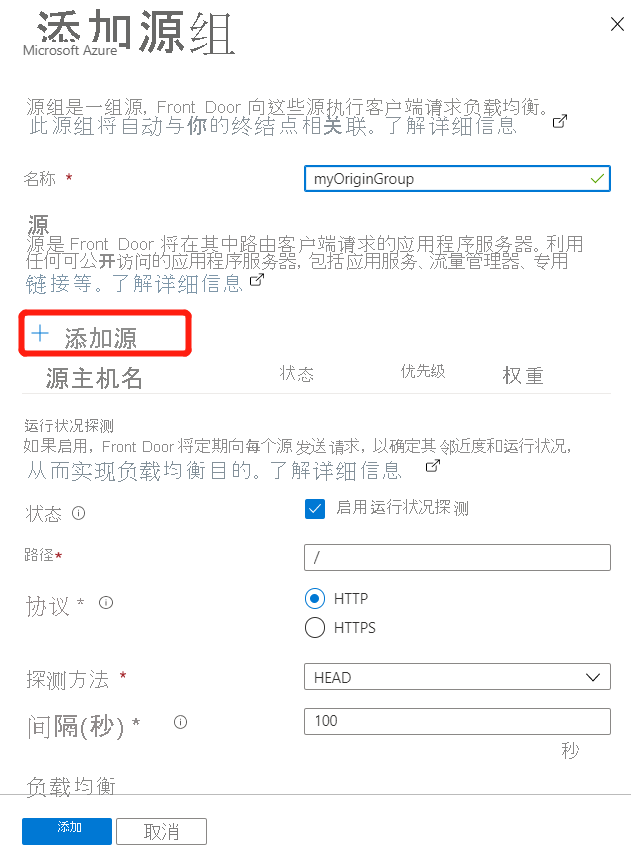 添加源组
Microsoft Azure
源组是一组源, Front Door 向这些源执行客户端请求负载均衡。
此源组将自动与你的终结点相关联。了解详细信息
名称 *
myOriginGroup
源
源是 Front Door 将在其中路由客户端请求的应用程序服务器。利用
任何可公开访问的应用程序服务器, 包括应用服务、流量管理器、专用
链接等。了解详细信息
+ 添加源
源主机名 状态 优先级 权重
运行状况探测
如果启用, Front Door 将定期向每个源发送请求, 以确定其邻近度和运行状况,
从而实现负载均衡目的。了解详细信息
状态 启用运行状况探测
路径* /
协议 * HTTP
HTTPS
探测方法 * HEAD
间隔(秒) * 100
秒
负载均衡
添加 取消